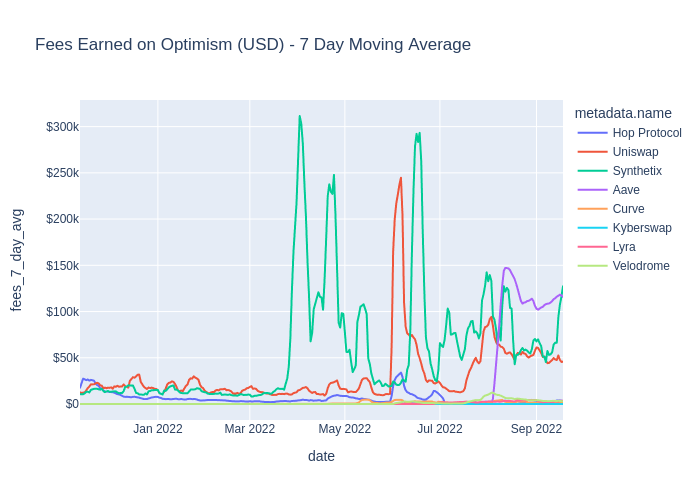 Fees Earned on Optimism (USD) - 7 Day Moving Average
metadata.name
Hop Protocol
Uniswap
Synthetix
Aave
Curve
Kyberswap
Lyra
Velodrome
fees_7_day_avg
$300k
$250k
$200k
$150k
$100k
$50k
$0
Jan 2022
Mar 2022
May 2022
Jul 2022
Sep 2022
date